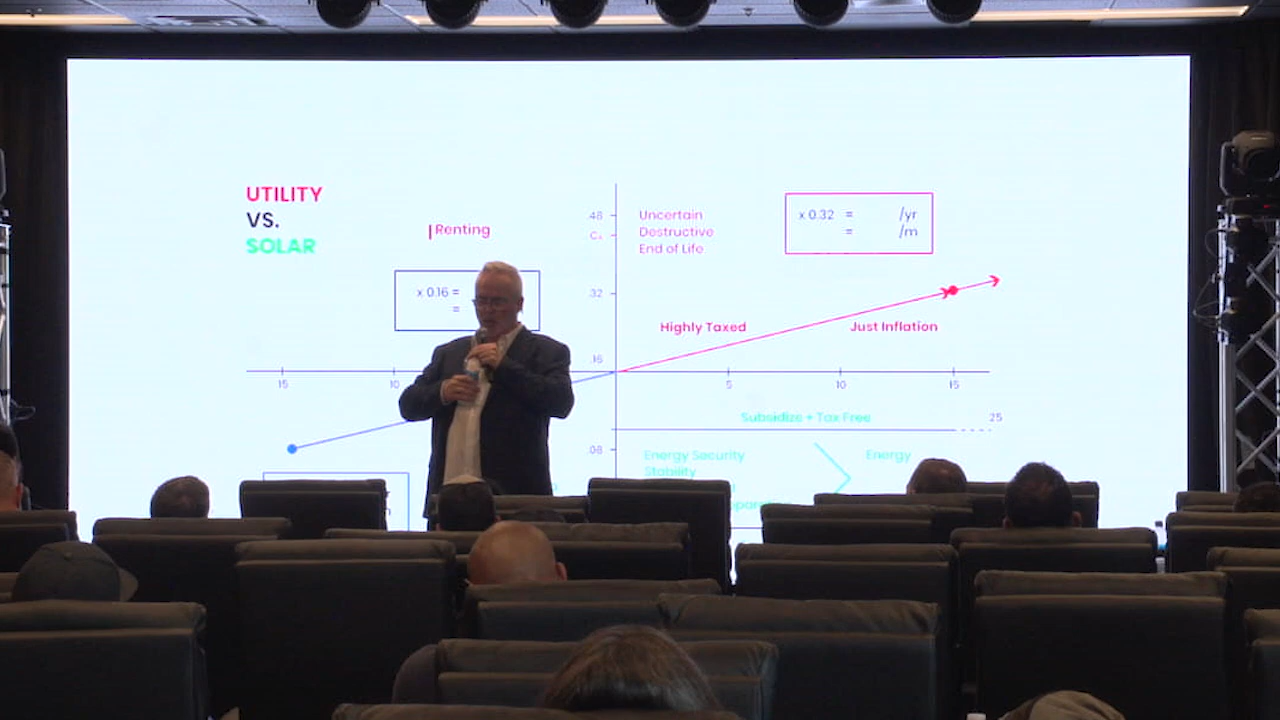 UTILITY
VS.
SOLAR
Renting
x 0.16 =
=
48
C+
.32
.16
.08
Uncertain
Destructive
End of Life
x 0.32 = /yr
= /m
Highly Taxed
Just Inflation
15
10
5
10
15
Subsidize + Tax Free
25
Energy Security
Stability
Energy